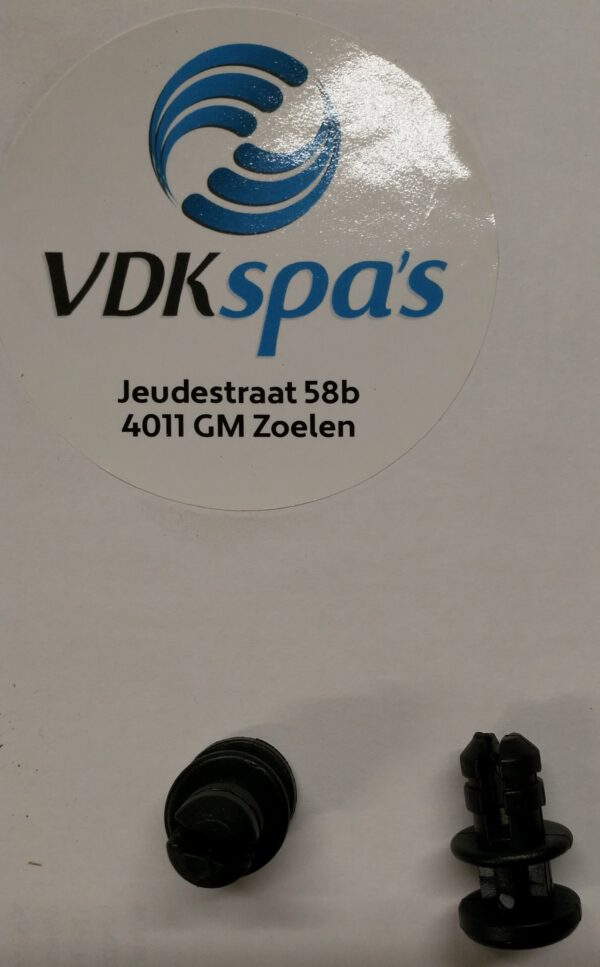 VDKspa's
Jeudestraat 58b
4011 GM Zoelen